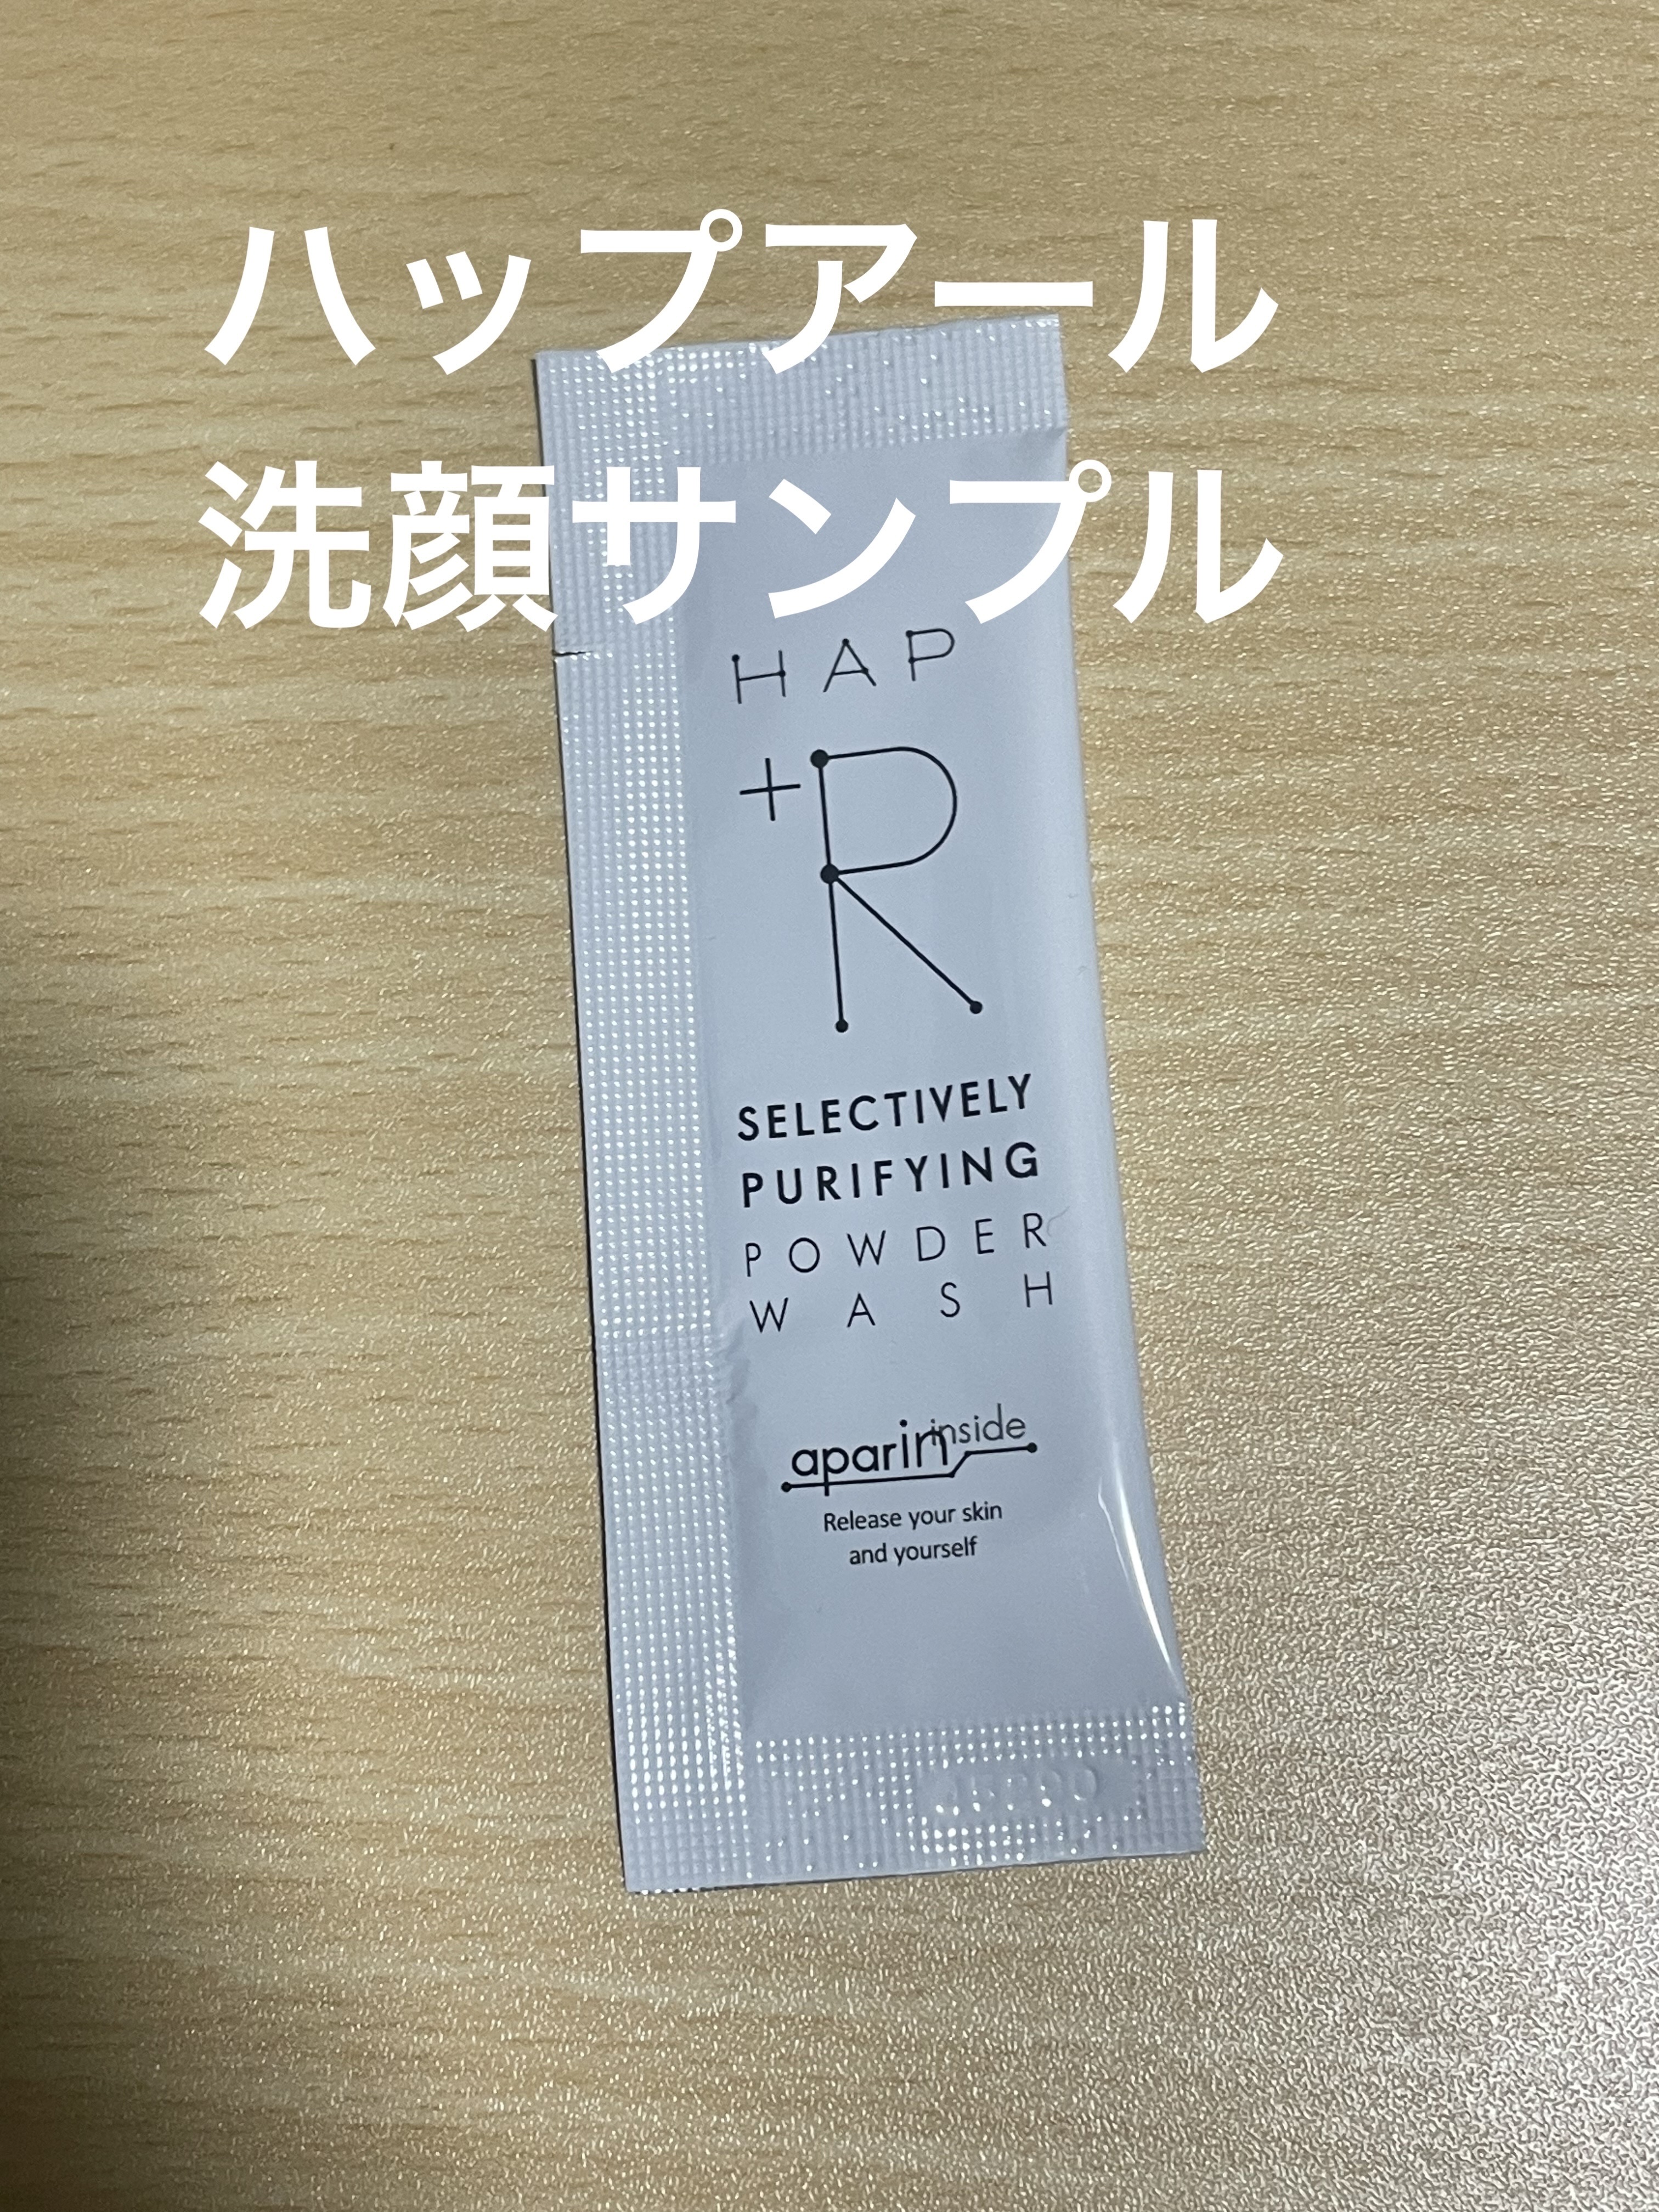 ハップアール
洗顔サンプル
HAP
+R
SELECTIVELY
PURIFYING
POWDER
WASH
aparin inside
Release your skin
and yourself